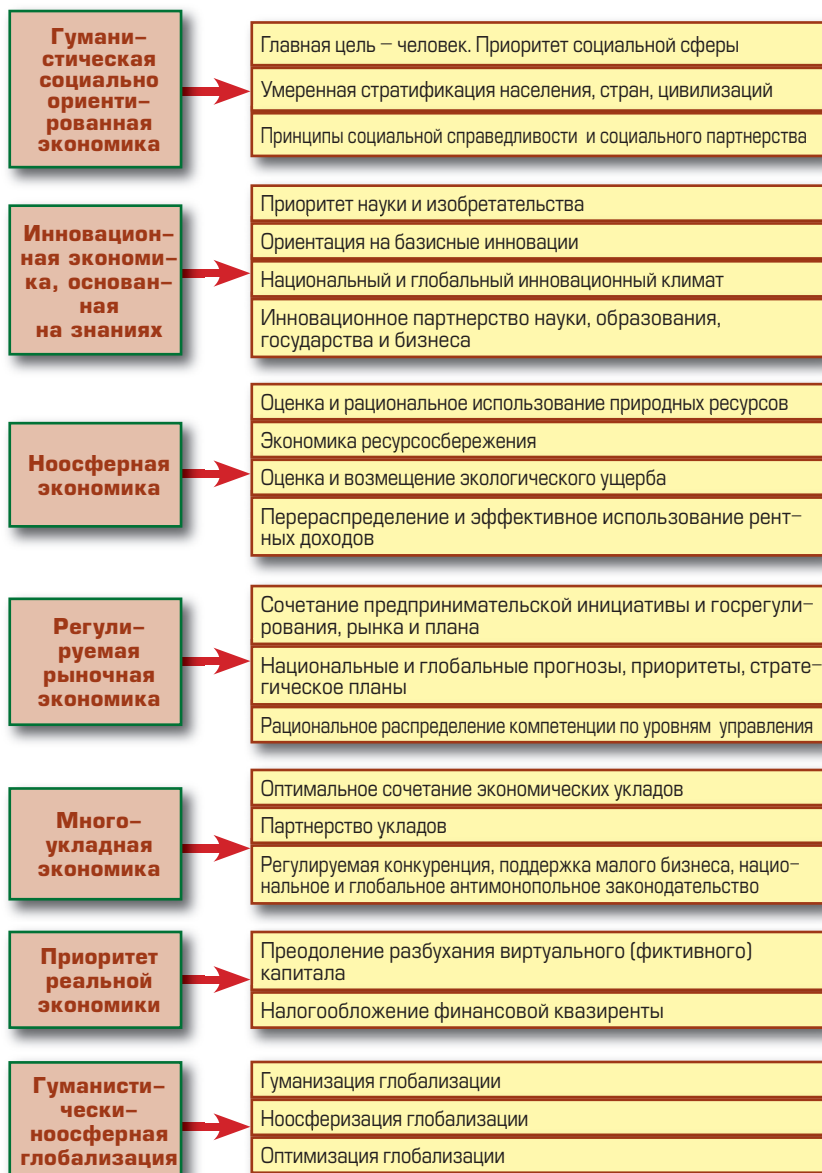 Гумани–
стическая
социально
ориенти–
рованная
экономика
Главная цель – человек. Приоритет социальной сферы
Умеренная стратификация населения, стран, цивилизаций
Принципы социальной справедливости и социального партнерства
Инновацион–
ная экономи–
ка, основан–
ная
на знаниях
Приоритет науки и изобретательства
Ориентация на базисные инновации
Национальный и глобальный инновационный климат
Инновационное партнерство науки, образования,
государства и бизнеса
Ноосферная
экономика
Оценка и рациональное использование природных ресурсов
Экономика ресурсосбережения
Оценка и возмещение экологического ущерба
Перераспределение и эффективное использование рент–
ных доходов
Регули–
руемая
рыночная
экономика
Сочетание предпринимательской инициативы и госрегули–
рования, рынка и плана
Национальные и глобальные прогнозы, приоритеты, страте–
гическое планы
Рациональное распределение компетенции по уровням управления
Много–
укладная
экономика
Оптимальное сочетание экономических укладов
Партнерство укладов
Регулируемая конкуренция, поддержка малого бизнеса, нацио–
нальное и глобальное антимонопольное законодательство
Приоритет
реальной
экономики
Преодоление разбухания виртуального (фиктивного)
капитала
Налогообложение финансовой квазиренты
Гуманисти–
чески–
ноосферная
глобализация
Гуманизация глобализации
Ноосферизация глобализации
Оптимизация глобализации